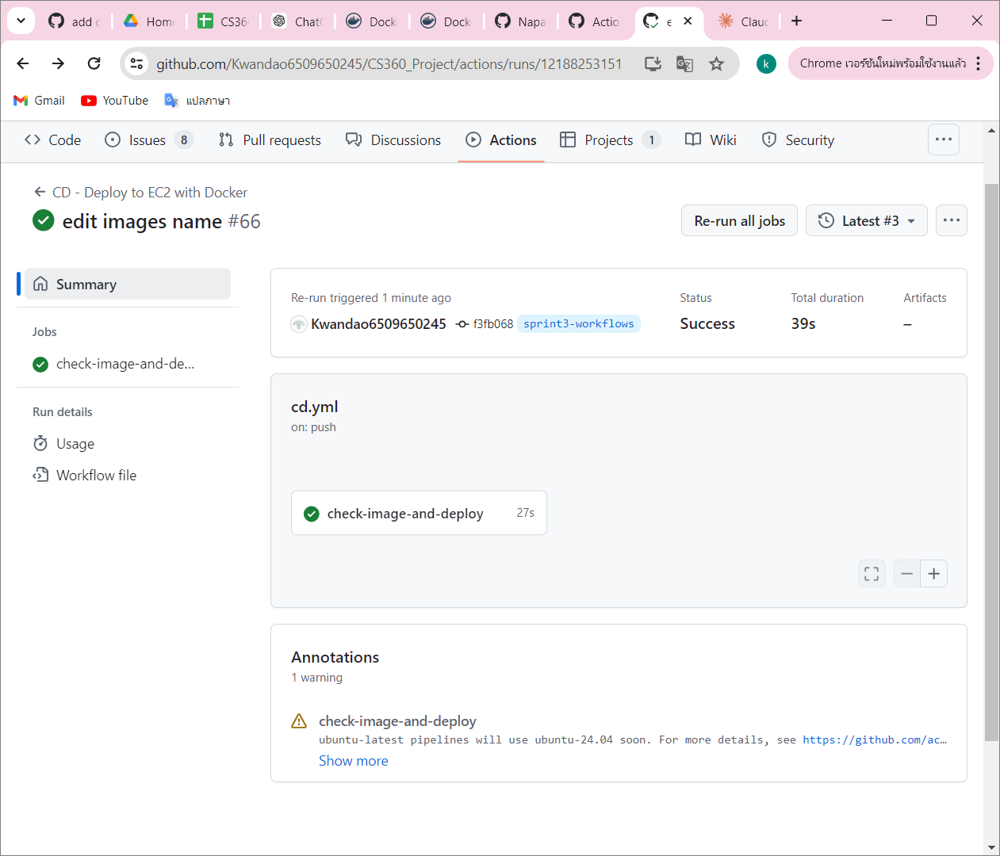 add c
Home
CS360
ChatG
Docke
Docke
Napa
Actio
e
Claud
github.com/Kwandao6509650245/CS360_Project/actions/runs/12188253151
k
Chrome เวอร์ชันใหม่พร้อมใช้งานแล้ว
Gmail
YouTube
แปลภาษา
Code
Issues 8
Pull requests
Discussions
Actions
Projects 1
Wiki
Security
CD - Deploy to EC2 with Docker
edit images name #66
Re-run all jobs
Latest #3
Summary
Jobs
check-image-and-de...
Run details
Usage
Workflow file
Re-run triggered 1 minute ago
Kwandao6509650245 f3fb068 sprint3-workflows
Status
Success
Total duration
39s
Artifacts
–
cd.yml
on: push
check-image-and-deploy 27s
Annotations
1 warning
check-image-and-deploy
ubuntu-latest pipelines will use ubuntu-24.04 soon. For more details, see https://github.com/ac…
Show more